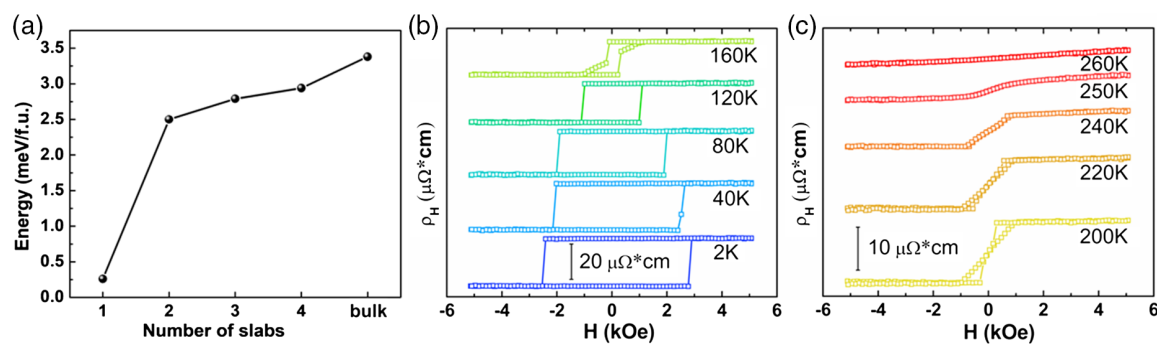 (a)
Energy (meV/f.u.)
3.5
3.0
2.5
2.0
1.5
1.0
0.5
0.0
1 2 3 4 bulk
Number of slabs
(b)
ρH (μΩ*cm)
160K
120K
80K
40K
2K
20 μΩ*cm
-6 -4 -2 0 2 4 6
H (kOe)
(c)
ρH (μΩ*cm)
260K
250K
240K
220K
200K
10 μΩ*cm
-6 -4 -2 0 2 4 6
H (kOe)